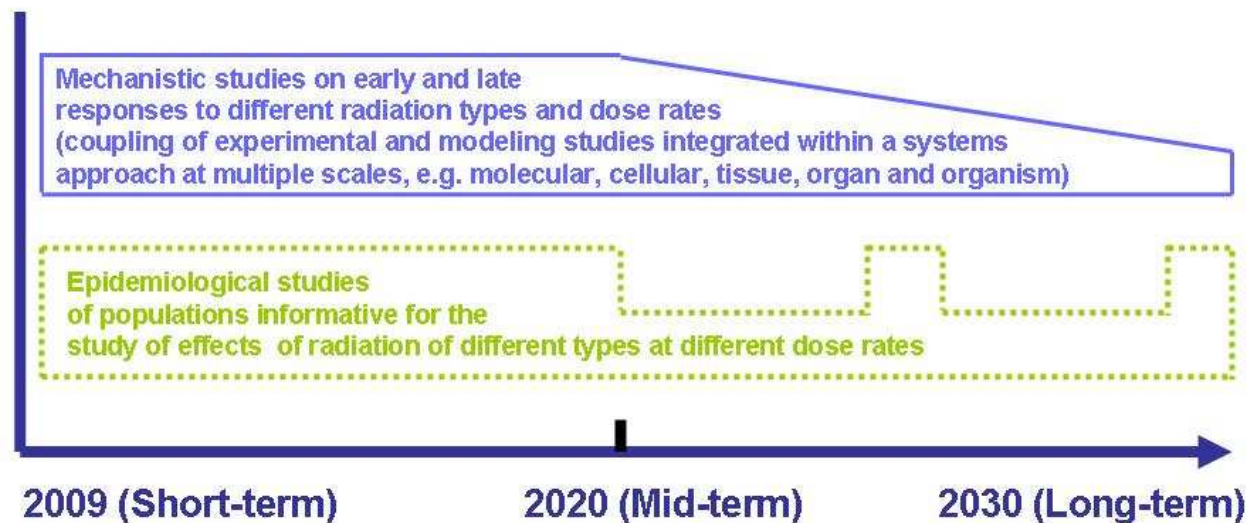 Mechanistic studies on early and late
responses to different radiation types and dose rates
(coupling of experimental and modeling studies integrated within a systems
approach at multiple scales, e.g. molecular, cellular, tissue, organ and organism)
Epidemiological studies
of populations informative for the
study of effects of radiation of different types at different dose rates
2009 (Short-term) 2020 (Mid-term) 2030 (Long-term)